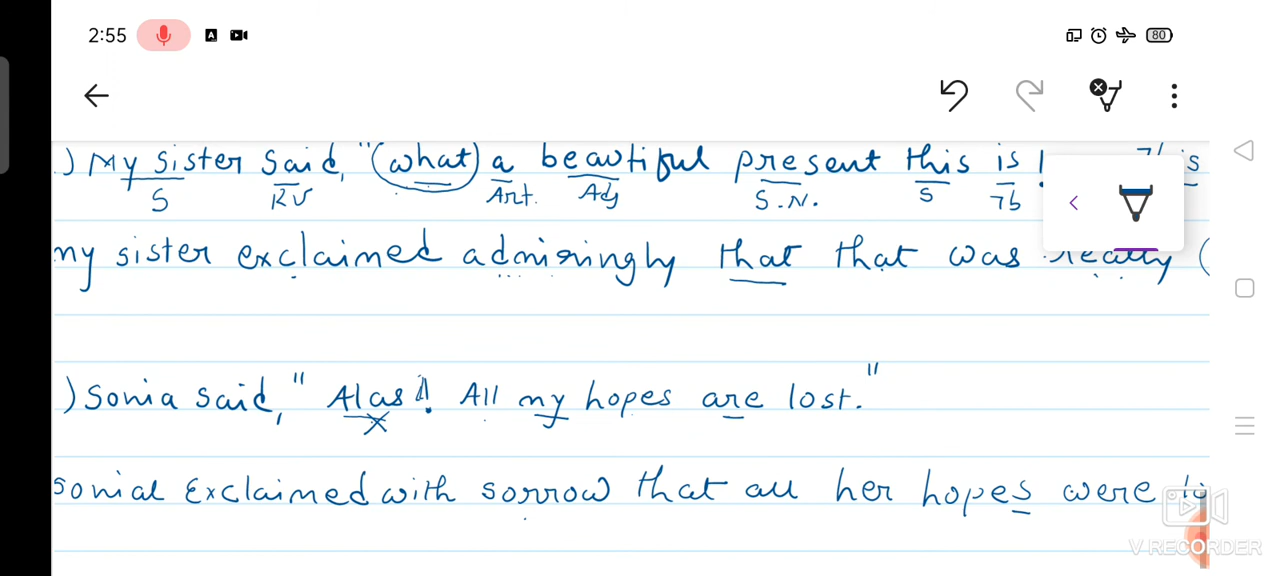 2:55 A 80
) My sister said, "(what) a beautiful present this is !
S RV Art. Adj S.N. S Tb
my sister exclaimed admiringly that that was really (
) Sonia said, " Alas ! All my hopes are lost."
X
sonial exclaimed with sorrow that all her hopes were
V RECORDER